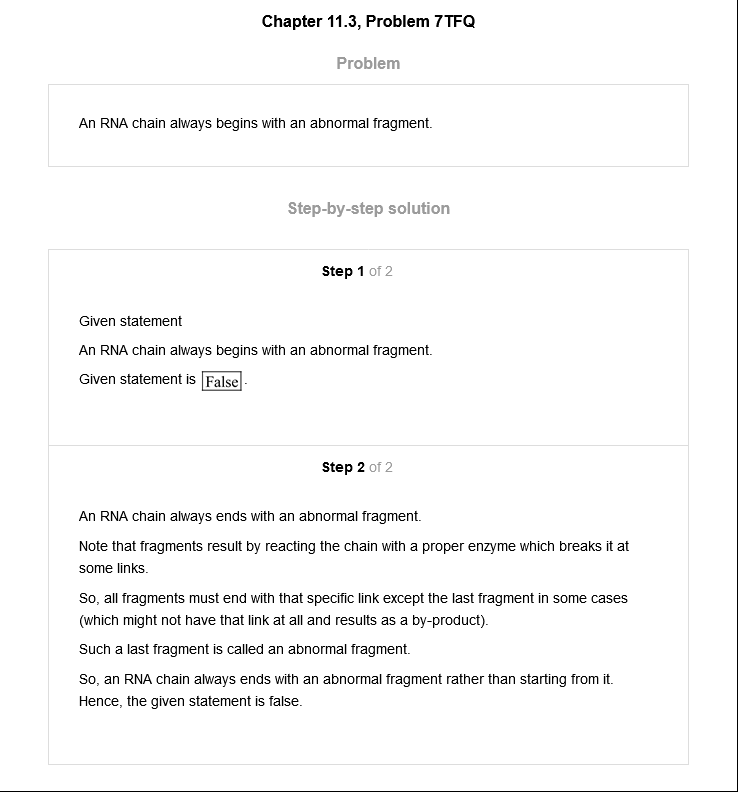 Chapter 11.3, Problem 7TFQ
Problem
An RNA chain always begins with an abnormal fragment.
Step-by-step solution
Step 1 of 2
Given statement
An RNA chain always begins with an abnormal fragment.
Given statement is False.
Step 2 of 2
An RNA chain always ends with an abnormal fragment.
Note that fragments result by reacting the chain with a proper enzyme which breaks it at
some links.
So, all fragments must end with that specific link except the last fragment in some cases
(which might not have that link at all and results as a by-product).
Such a last fragment is called an abnormal fragment.
So, an RNA chain always ends with an abnormal fragment rather than starting from it.
Hence, the given statement is false.